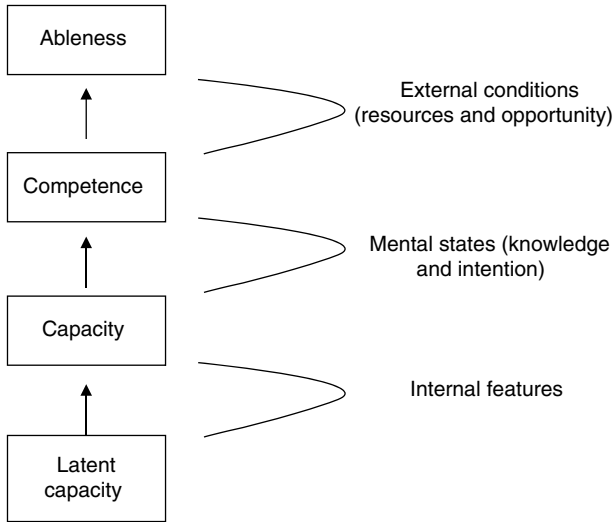 Ableness
External conditions
(resources and opportunity)
Competence
Mental states (knowledge
and intention)
Capacity
Internal features
Latent
capacity